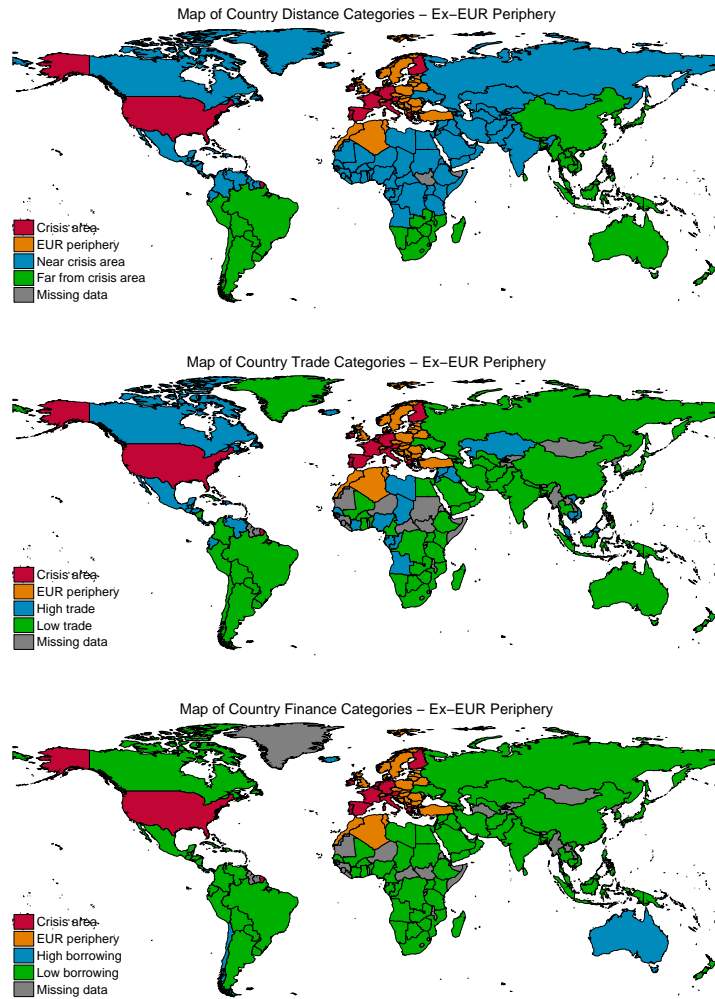 Map of Country Distance Categories − Ex−EUR Periphery
Crisis area
EUR periphery
Near crisis area
Far from crisis area
Missing data
Map of Country Trade Categories − Ex−EUR Periphery
Crisis area
EUR periphery
High trade
Low trade
Missing data
Map of Country Finance Categories − Ex−EUR Periphery
Crisis area
EUR periphery
High borrowing
Low borrowing
Missing data